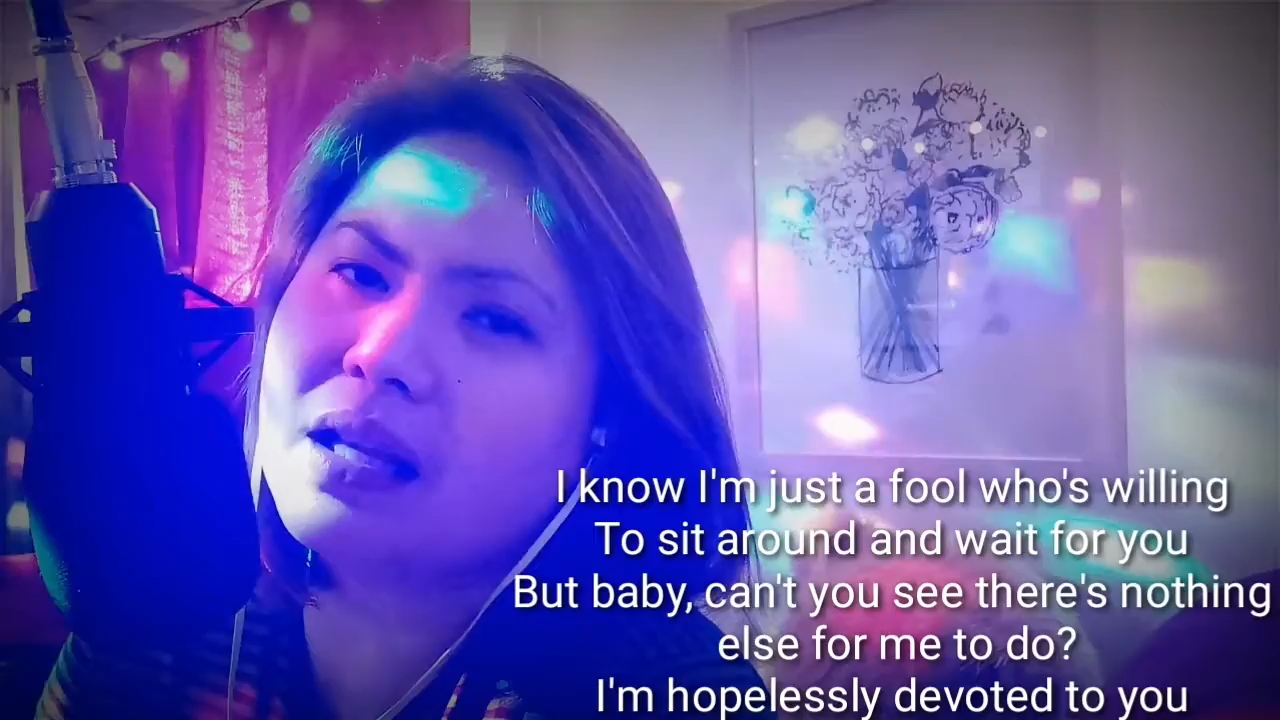 I know I'm just a fool who's willing
To sit around and wait for you
But baby, can't you see there's nothing
else for me to do?
I'm hopelessly devoted to you